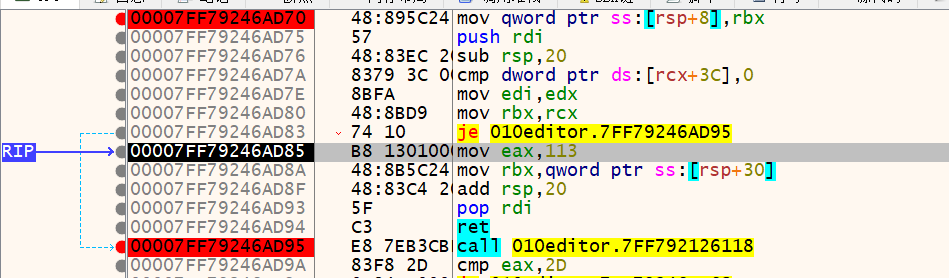 00007FF79246AD70 48:895C24 mov qword ptr ss:[rsp+8],rbx
00007FF79246AD75 57 push rdi
00007FF79246AD76 48:83EC 20 sub rsp,20
00007FF79246AD7A 8379 3C 00 cmp dword ptr ds:[rcx+3C],0
00007FF79246AD7E 8BFA mov edi,edx
00007FF79246AD80 48:8BD9 mov rbx,rcx
00007FF79246AD83 74 10 je 010editor.7FF79246AD95
RIP 00007FF79246AD85 B8 1301000 mov eax,113
00007FF79246AD8A 48:8B5C24 mov rbx,qword ptr ss:[rsp+30]
00007FF79246AD8F 48:83C4 20 add rsp,20
00007FF79246AD93 5F pop rdi
00007FF79246AD94 C3 ret
00007FF79246AD95 E8 7EB3CB call 010editor.7FF792126118
00007FF79246AD9A 83F8 2D cmp eax,2D